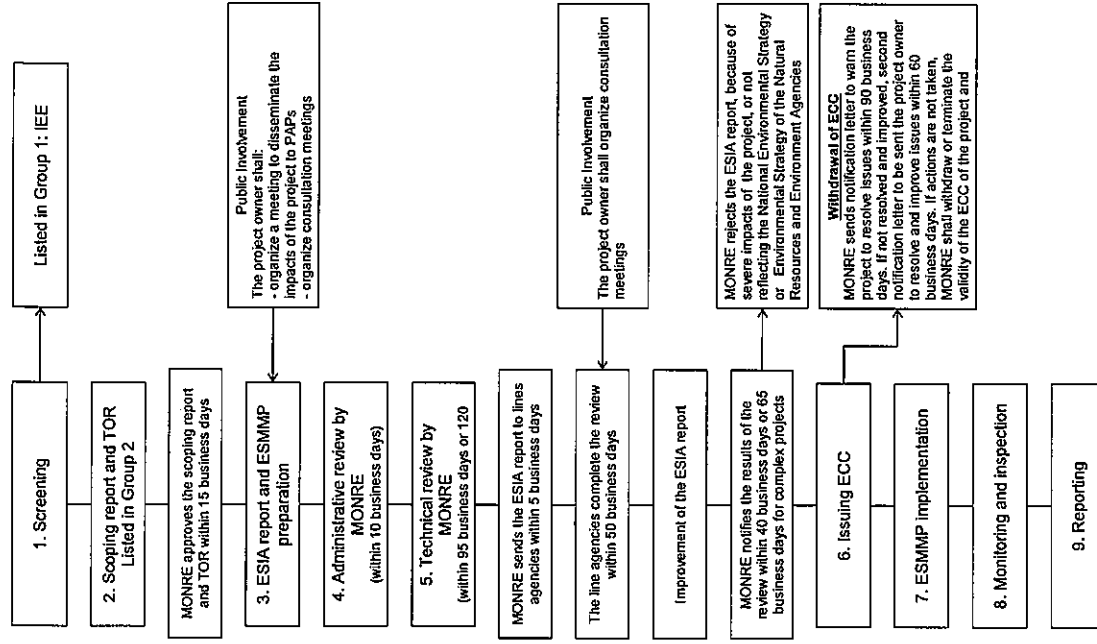 1. Screening
Listed in Group 1: IEE
2. Scoping report and TOR
Listed in Group 2
MONRE approves the scoping report
and TOR within 15 business days
Public Involvement
The project owner shall:
- organize a meeting to disseminate the
impacts of the project to PAPs
- organize consultation meetings
3. ESIA report and ESMMP
preparation
4. Administrative review by
MONRE
(within 10 business days)
5. Technical review by
MONRE
(within 95 business days or 120
MONRE sends the ESIA report to lines
agencies within 5 business days
Public Involvement
The project owner shall organize consultation
meetings
The line agencies complete the review
within 50 business days
Improvement of the ESIA report
MONRE notifies the results of the
review within 40 business days or 65
business days for complex projects
MONRE rejects the ESIA report, because of
severe impacts of the project, or not
reflecting the National Environmental Strategy
or Environmental Strategy of the Natural
Resources and Environment Agencies
6. Issuing ECC
Withdrawal of ECC
MONRE sends notification letter to warn the
project to resolve issues within 90 business
days. If not resolved and improved, second
notification letter to be sent the project owner
to resolve and improve issues within 60
business days. If actions are not taken,
MONRE shall withdraw or terminate the
validity of the ECC of the project and
7. ESMMP implementation
8. Monitoring and inspection
9. Reporting